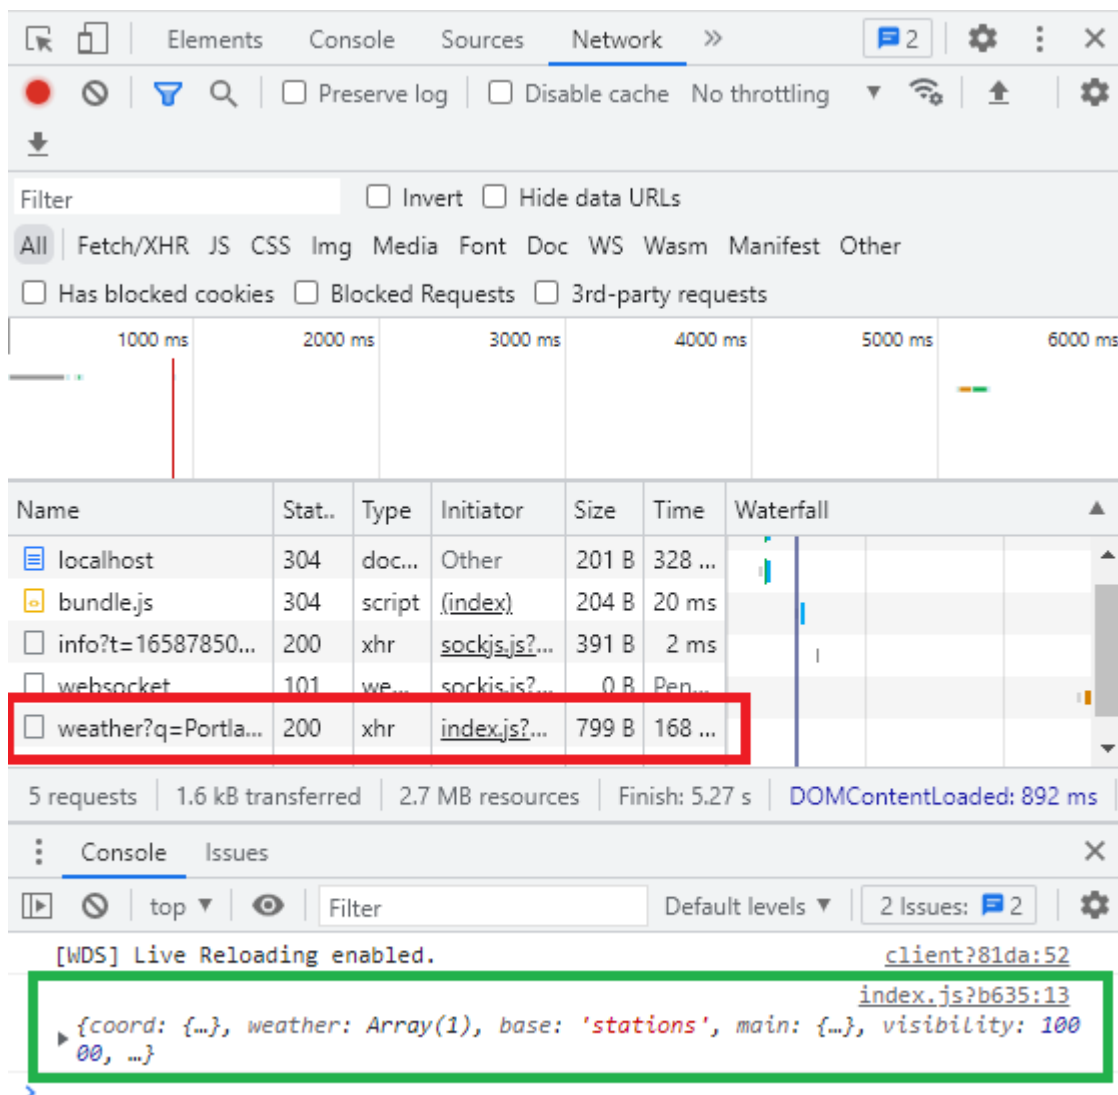 Elements Console Sources Network 2
Preserve log Disable cache No throttling
Filter Invert Hide data URLs
All Fetch/XHR JS CSS Img Media Font Doc WS Wasm Manifest Other
Has blocked cookies Blocked Requests 3rd-party requests
1000 ms 2000 ms 3000 ms 4000 ms 5000 ms 6000 ms
Name Stat.. Type Initiator Size Time Waterfall
localhost 304 doc... Other 201 B 328 ...
bundle.js 304 script (index) 204 B 20 ms
info?t=16587850... 200 xhr sockjs.js?... 391 B 2 ms
websocket 101 we... sockjs.js?... 0 B Pen...
weather?q=Portla... 200 xhr index.js?... 799 B 168 ...
5 requests 1.6 kB transferred 2.7 MB resources Finish: 5.27 s DOMContentLoaded: 892 ms
Console Issues
top Filter Default levels 2 Issues: 2
[WDS] Live Reloading enabled. client?81da:52
index.js?b635:13
{coord: {…}, weather: Array(1), base: 'stations', main: {…}, visibility: 100
00, …}